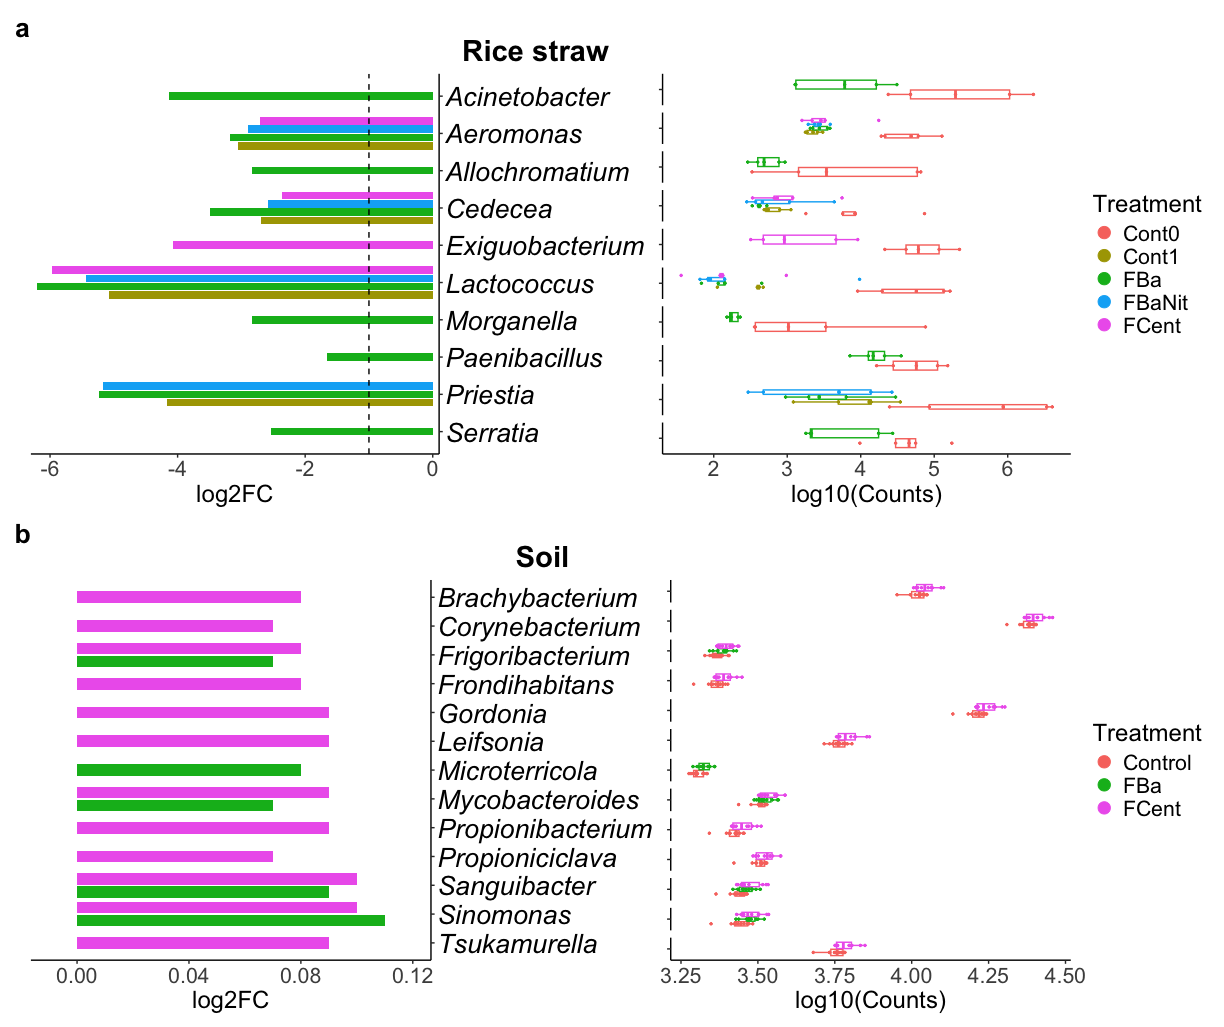 a
Rice straw
Acinetobacter
Aeromonas
Allochromatium
Cedecea
Exiguobacterium
Lactococcus
Morganella
Paenibacillus
Priestia
Serratia
-6 -4 -2 0
log2FC
2 3 4 5 6
log10(Counts)
Treatment
Cont0
Cont1
FBa
FBaNit
FCent
b
Soil
Brachybacterium
Corynebacterium
Frigoribacterium
Frondihabitans
Gordonia
Leifsonia
Microterricola
Mycobacteroides
Propionibacterium
Propioniciclava
Sanguibacter
Sinomonas
Tsukamurella
0.00 0.04 0.08 0.12
log2FC
3.25 3.50 3.75 4.00 4.25 4.50
log10(Counts)
Treatment
Control
FBa
FCent